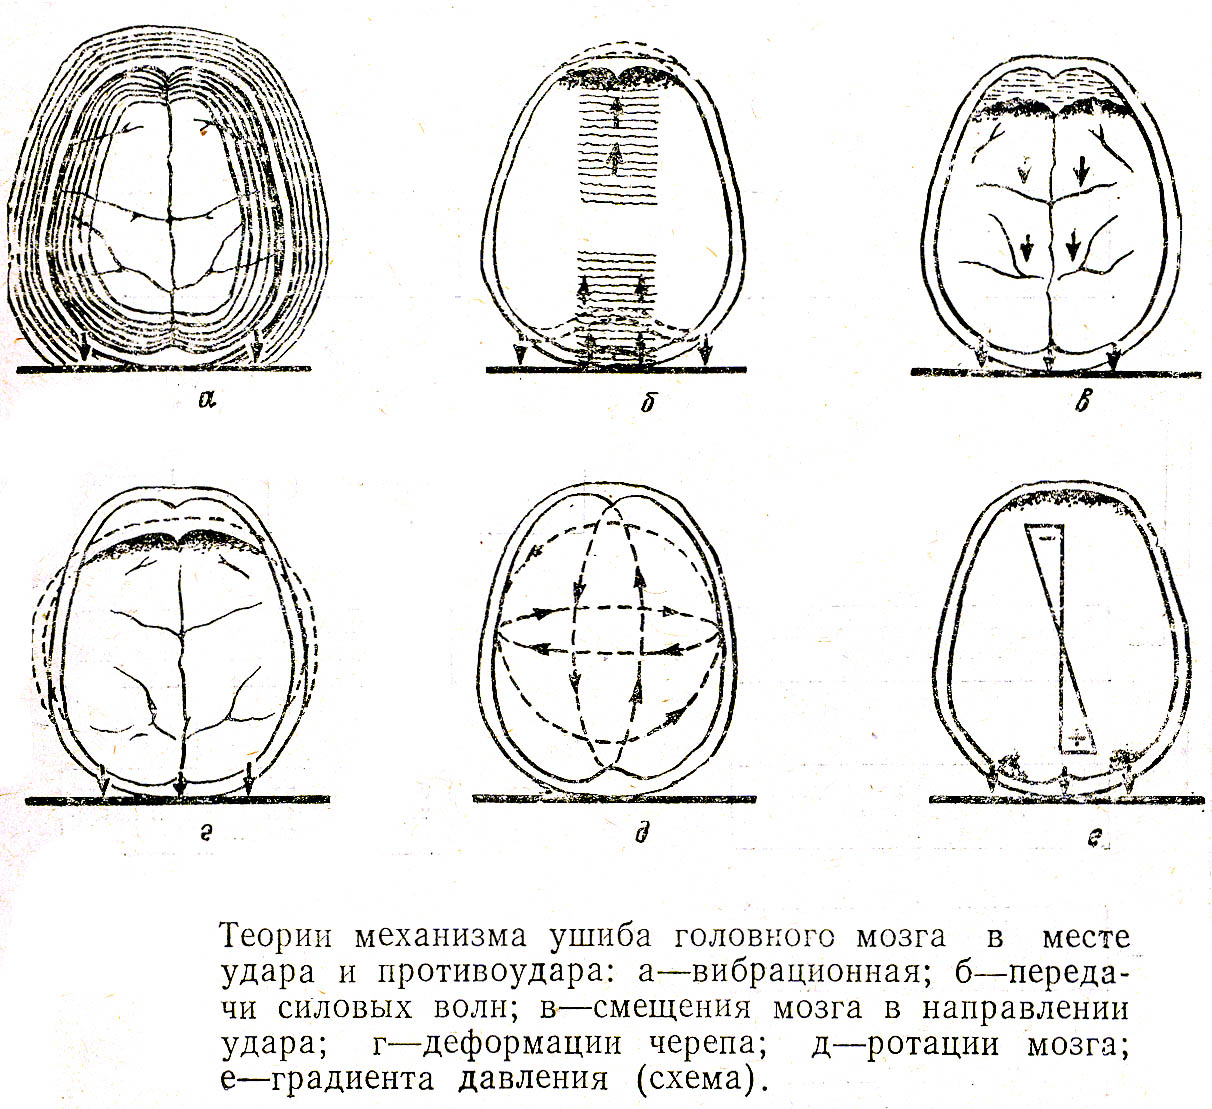 а
б
в
г
д
е
Теории механизма ушиба головного мозга в месте
удара и противоудара: а—вибрационная; б—переда-
чи силовых волн; в—смещения мозга в направлении
удара; г—деформации черепа; д—ротации мозга;
е—градиента давления (схема).